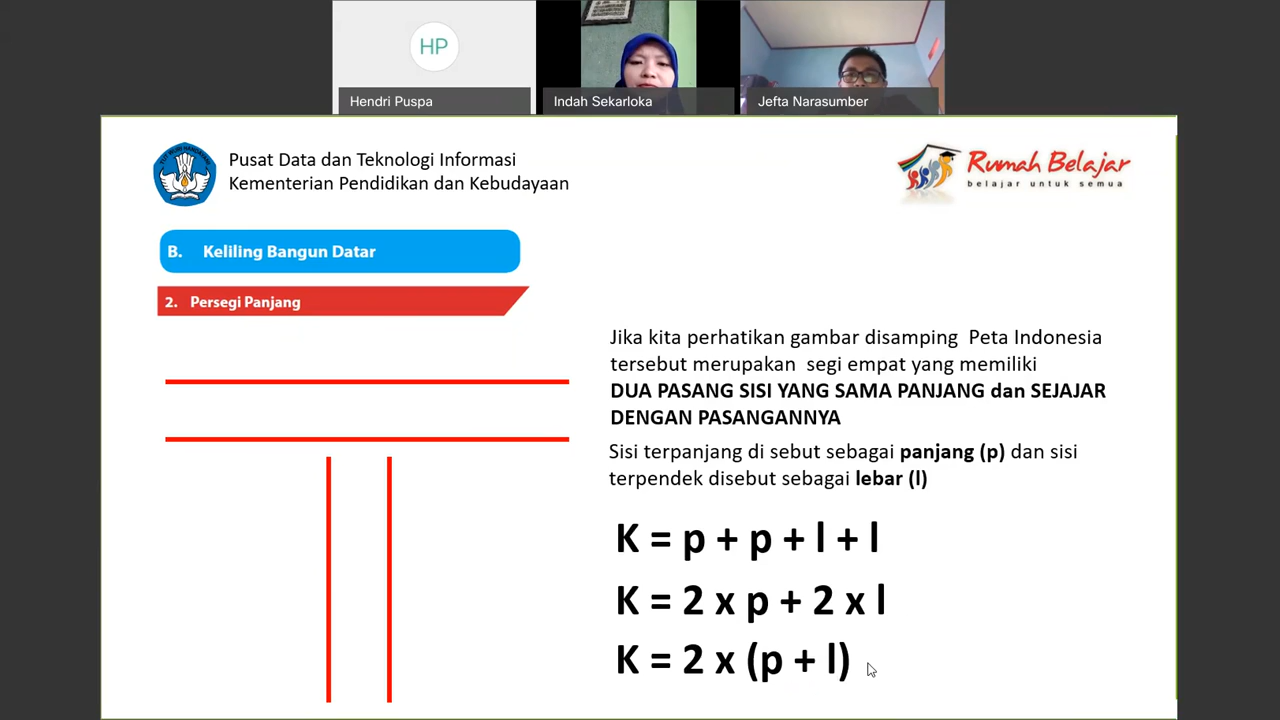 HP
Hendri Puspa
Indah Sekarloka
Jefta Narasumber
Pusat Data dan Teknologi Informasi
Kementerian Pendidikan dan Kebudayaan
TUT WURI HANDAYANI
Rumah Belajar
belajar untuk semua
B. Keliling Bangun Datar
2. Persegi Panjang
Jika kita perhatikan gambar disamping Peta Indonesia
tersebut merupakan segi empat yang memiliki
DUA PASANG SISI YANG SAMA PANJANG dan SEJAJAR
DENGAN PASANGANNYA
Sisi terpanjang di sebut sebagai panjang (p) dan sisi
terpendek disebut sebagai lebar (l)
K = p + p + l + l
K = 2 x p + 2 x l
K = 2 x (p + l)